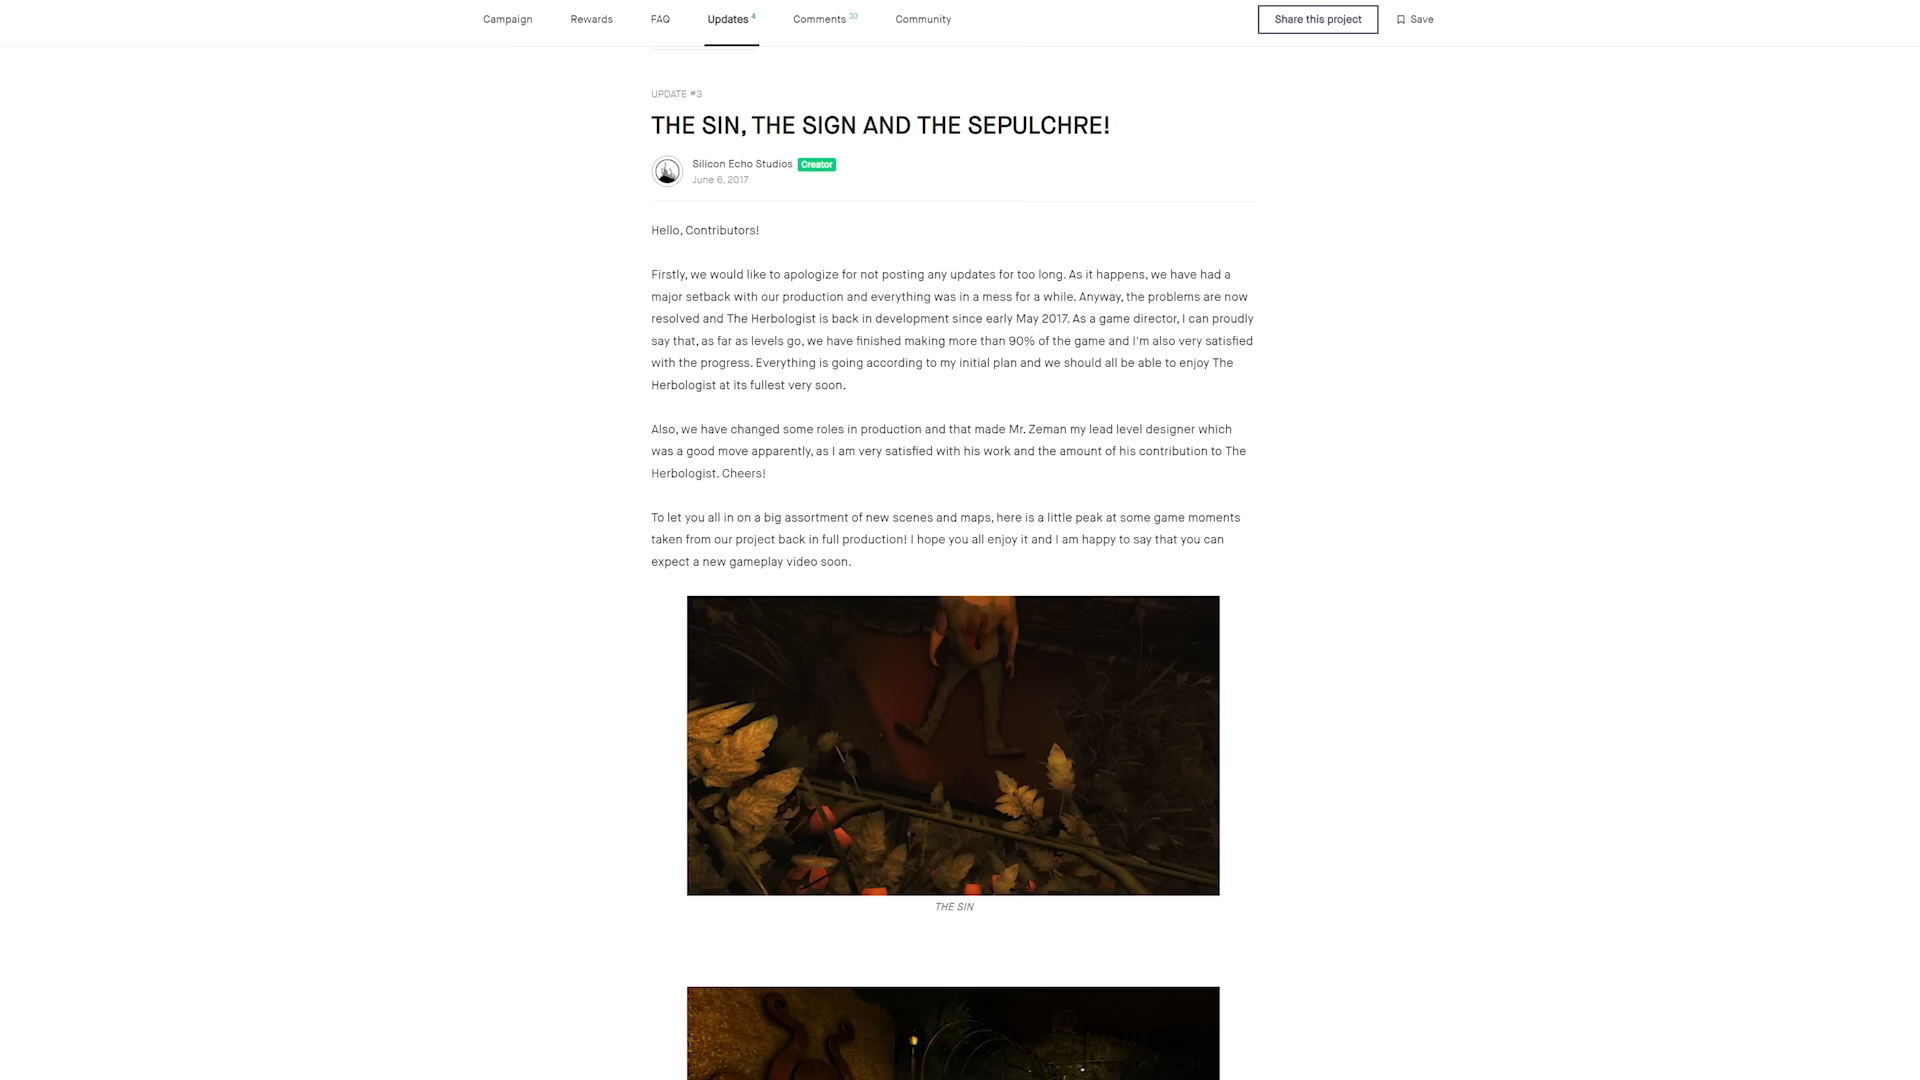 Campaign
Rewards
FAQ
Updates 4
Comments 33
Community
Share this project
Save
UPDATE #3
THE SIN, THE SIGN AND THE SEPULCHRE!
Silicon Echo Studios Creator
June 6, 2017
Hello, Contributors!
Firstly, we would like to apologize for not posting any updates for too long. As it happens, we have had a
major setback with our production and everything was in a mess for a while. Anyway, the problems are now
resolved and The Herbologist is back in development since early May 2017. As a game director, I can proudly
say that, as far as levels go, we have finished making more than 90% of the game and I'm also very satisfied
with the progress. Everything is going according to my initial plan and we should all be able to enjoy The
Herbologist at its fullest very soon.
Also, we have changed some roles in production and that made Mr. Zeman my lead level designer which
was a good move apparently, as I am very satisfied with his work and the amount of his contribution to The
Herbologist. Cheers!
To let you all in on a big assortment of new scenes and maps, here is a little peak at some game moments
taken from our project back in full production! I hope you all enjoy it and I am happy to say that you can
expect a new gameplay video soon.
THE SIN